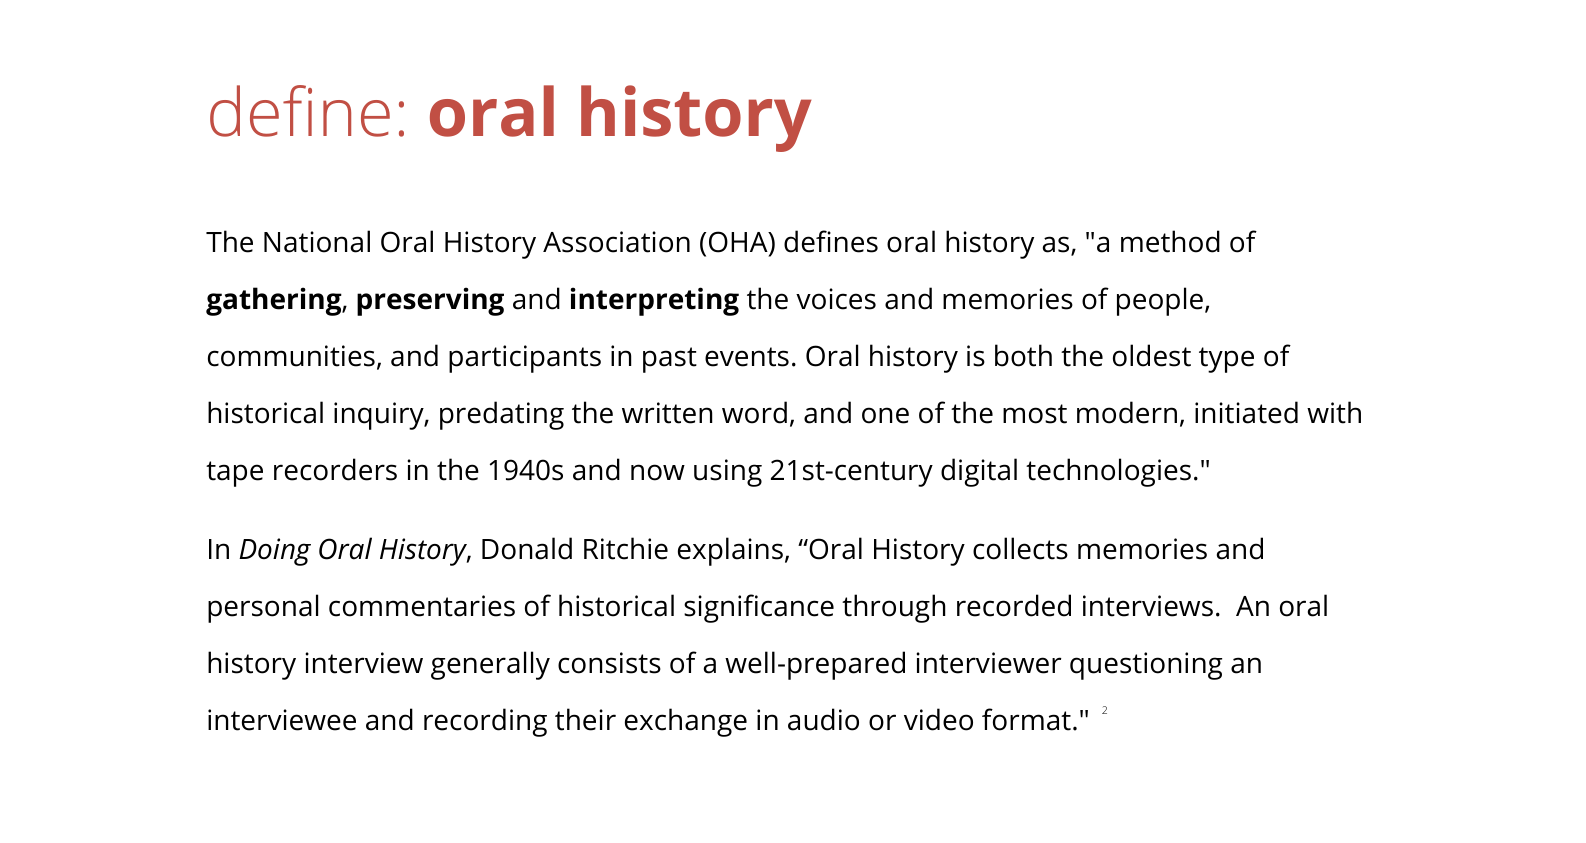 define: oral history
The National Oral History Association (OHA) defines oral history as, "a method of
gathering, preserving and interpreting the voices and memories of people,
communities, and participants in past events. Oral history is both the oldest type of
historical inquiry, predating the written word, and one of the most modern, initiated with
tape recorders in the 1940s and now using 21st-century digital technologies."
In Doing Oral History, Donald Ritchie explains, “Oral History collects memories and
personal commentaries of historical significance through recorded interviews.  An oral
history interview generally consists of a well-prepared interviewer questioning an
interviewee and recording their exchange in audio or video format." 2